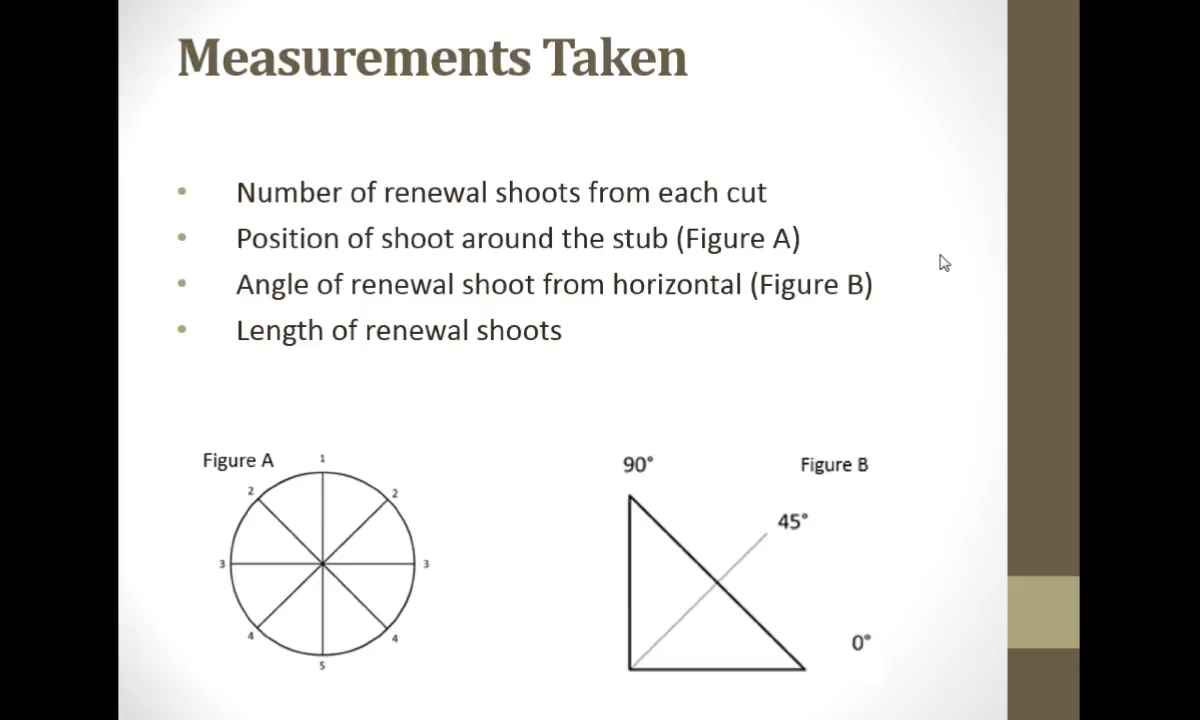 Measurements Taken
• Number of renewal shoots from each cut
• Position of shoot around the stub (Figure A)
• Angle of renewal shoot from horizontal (Figure B)
• Length of renewal shoots
Figure A
1
2
2
3
3
4
4
5
90°
Figure B
45°
0°